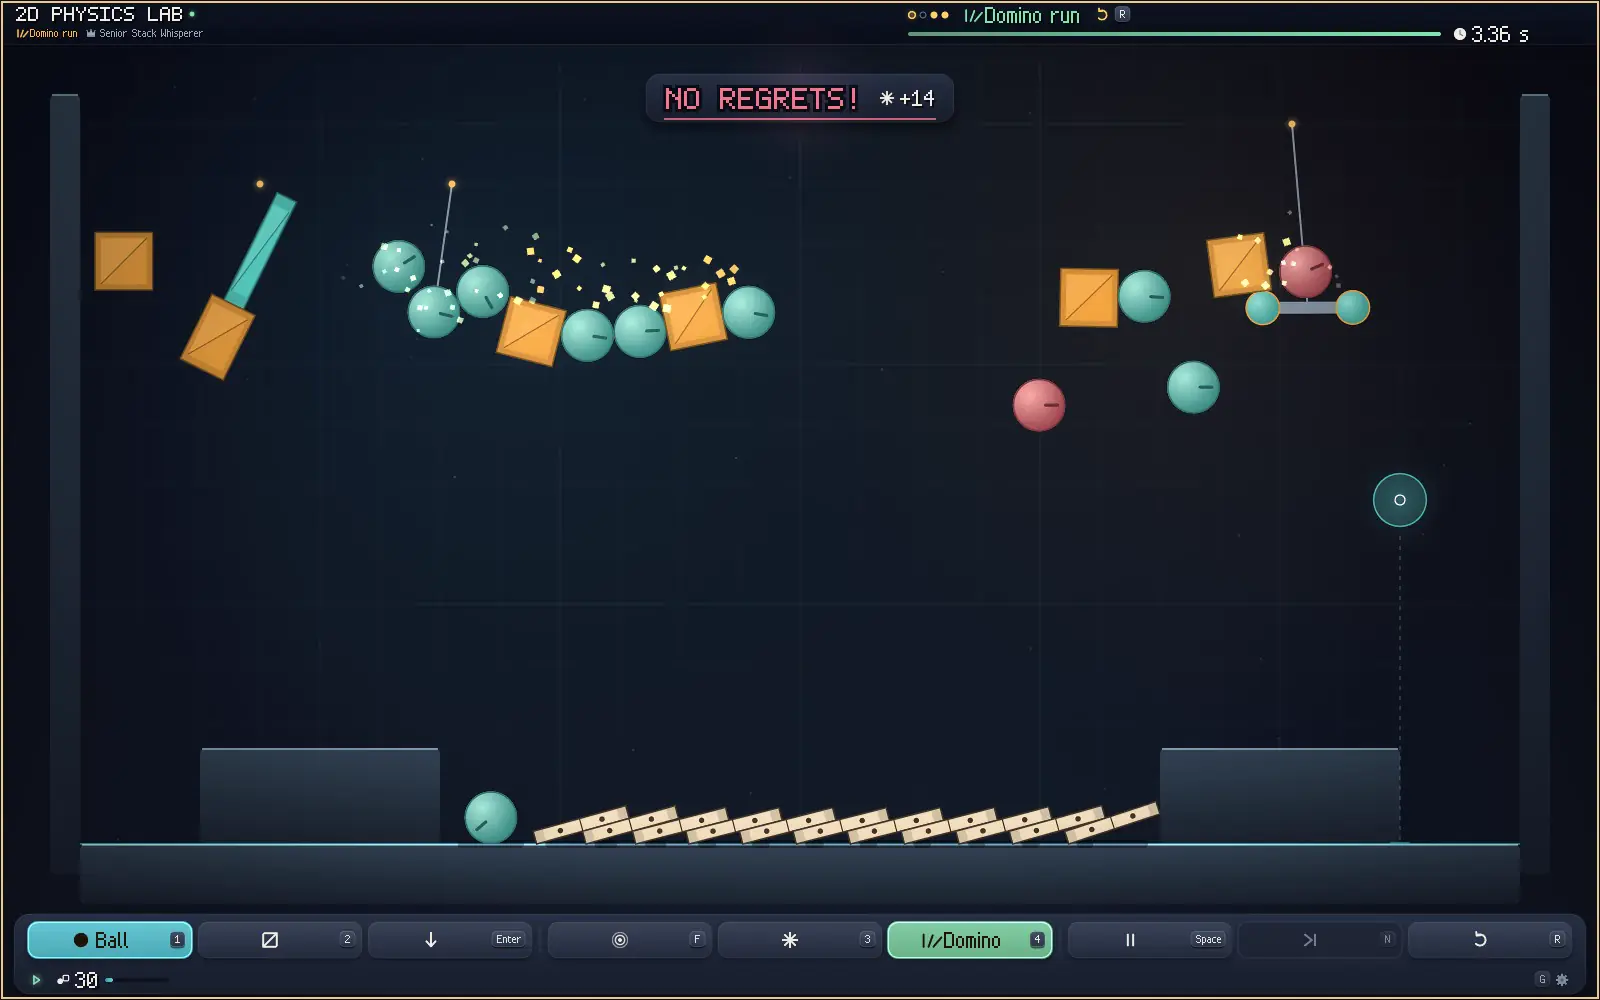 2D PHYSICS LAB
Domino run Senior Stack Whisperer
Domino run R
3.36 s
NO REGRETS! +14
Ball 1
2
Enter
F
3
Domino 4
Space
N
R
30
G